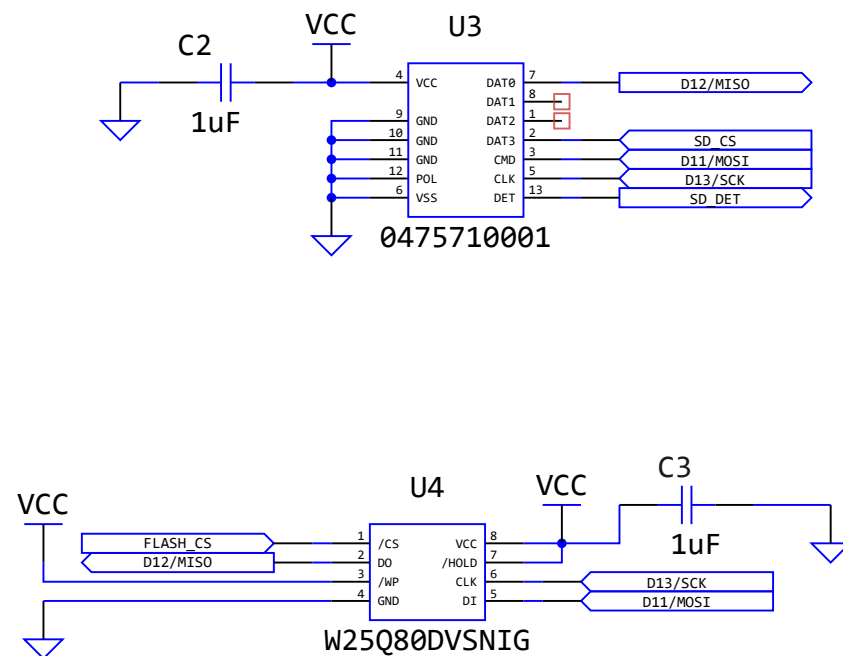 VCC
U3
C2
1uF
4 VCC DAT0 7 D12/MISO
DAT1 8
9 GND DAT2 1
10 GND DAT3 2 SD_CS
11 GND CMD 3 D11/MOSI
12 POL CLK 5 D13/SCK
6 VSS DET 13 SD_DET
0475710001
VCC
U4
VCC
C3
1uF
FLASH_CS 1 /CS VCC 8
D12/MISO 2 DO /HOLD 7
3 /WP CLK 6 D13/SCK
4 GND DI 5 D11/MOSI
W25Q80DVSNIG